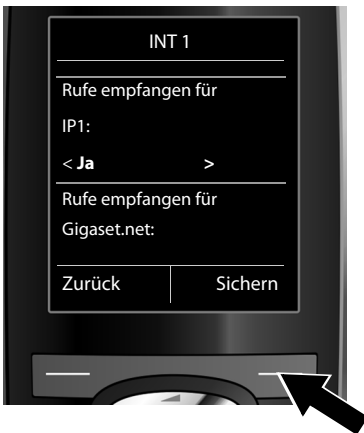 INT 1
Rufe empfangen für
IP1:
< Ja >
Rufe empfangen für
Gigaset.net:
Zurück Sichern